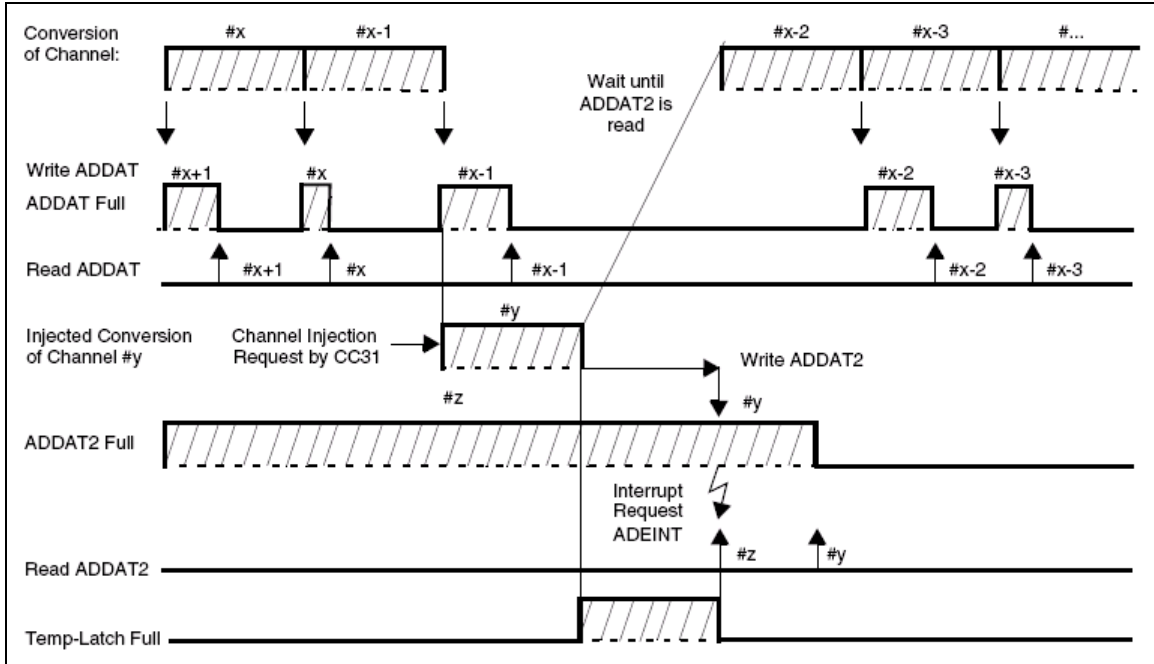 Conversion
of Channel:
#x
#x-1
#x-2
#x-3
#...
Wait until
ADDAT2 is
read
Write ADDAT
ADDAT Full
#x+1
#x
#x-1
#x-2
#x-3
Read ADDAT
#x+1
#x
#x-1
#x-2
#x-3
Injected Conversion
of Channel #y
Channel Injection
Request by CC31
#y
Write ADDAT2
#z
#y
ADDAT2 Full
Interrupt
Request
ADEINT
Read ADDAT2
#z
#y
Temp-Latch Full